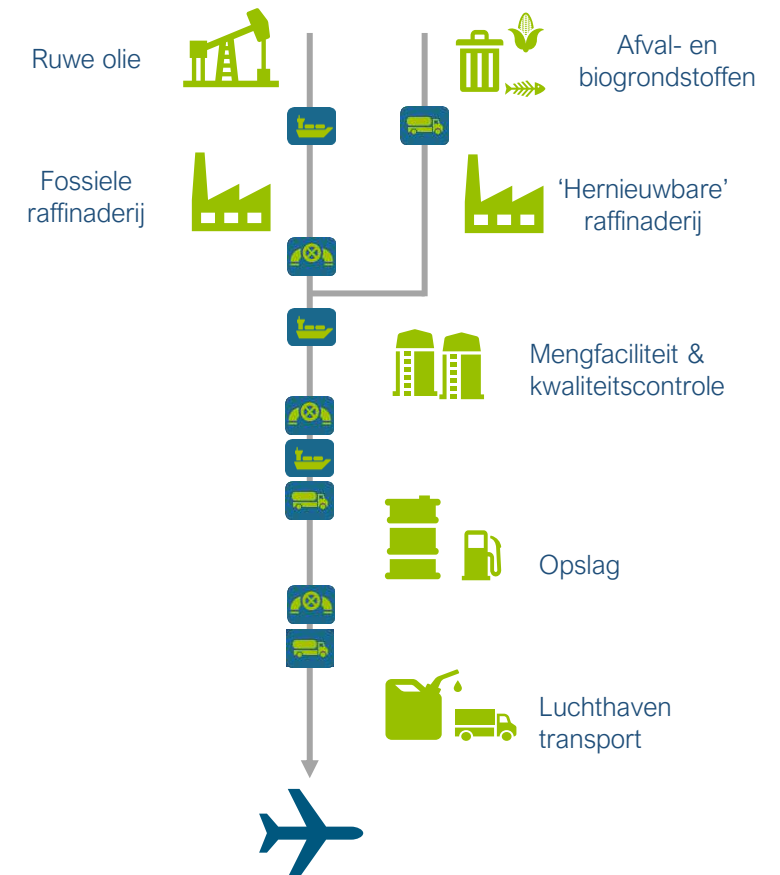 Ruwe olie
Afval- en
biogrondstoffen
Fossiele
raffinaderij
‘Hernieuwbare’
raffinaderij
Mengfaciliteit &
kwaliteitscontrole
Opslag
Luchthaven
transport